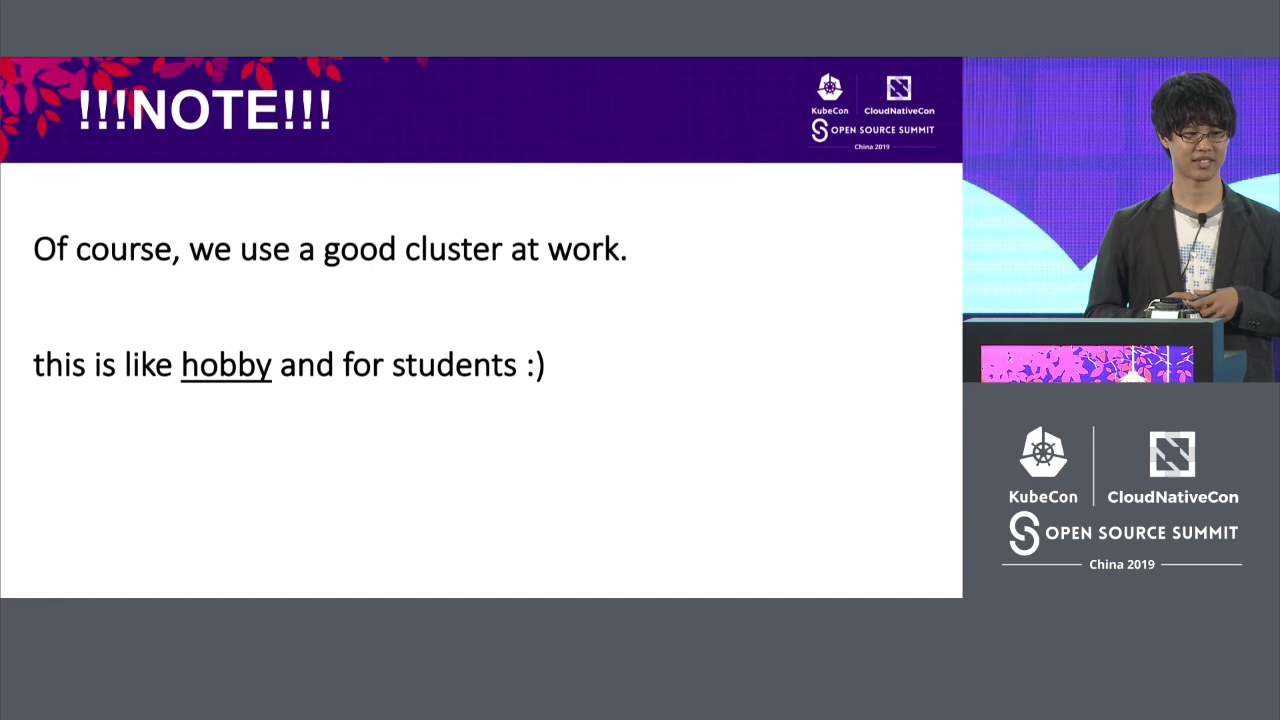 !!!NOTE!!!
KubeCon
CloudNativeCon
OPEN SOURCE SUMMIT
China 2019
Of course, we use a good cluster at work.
this is like hobby and for students :)
KubeCon
CloudNativeCon
OPEN SOURCE SUMMIT
China 2019